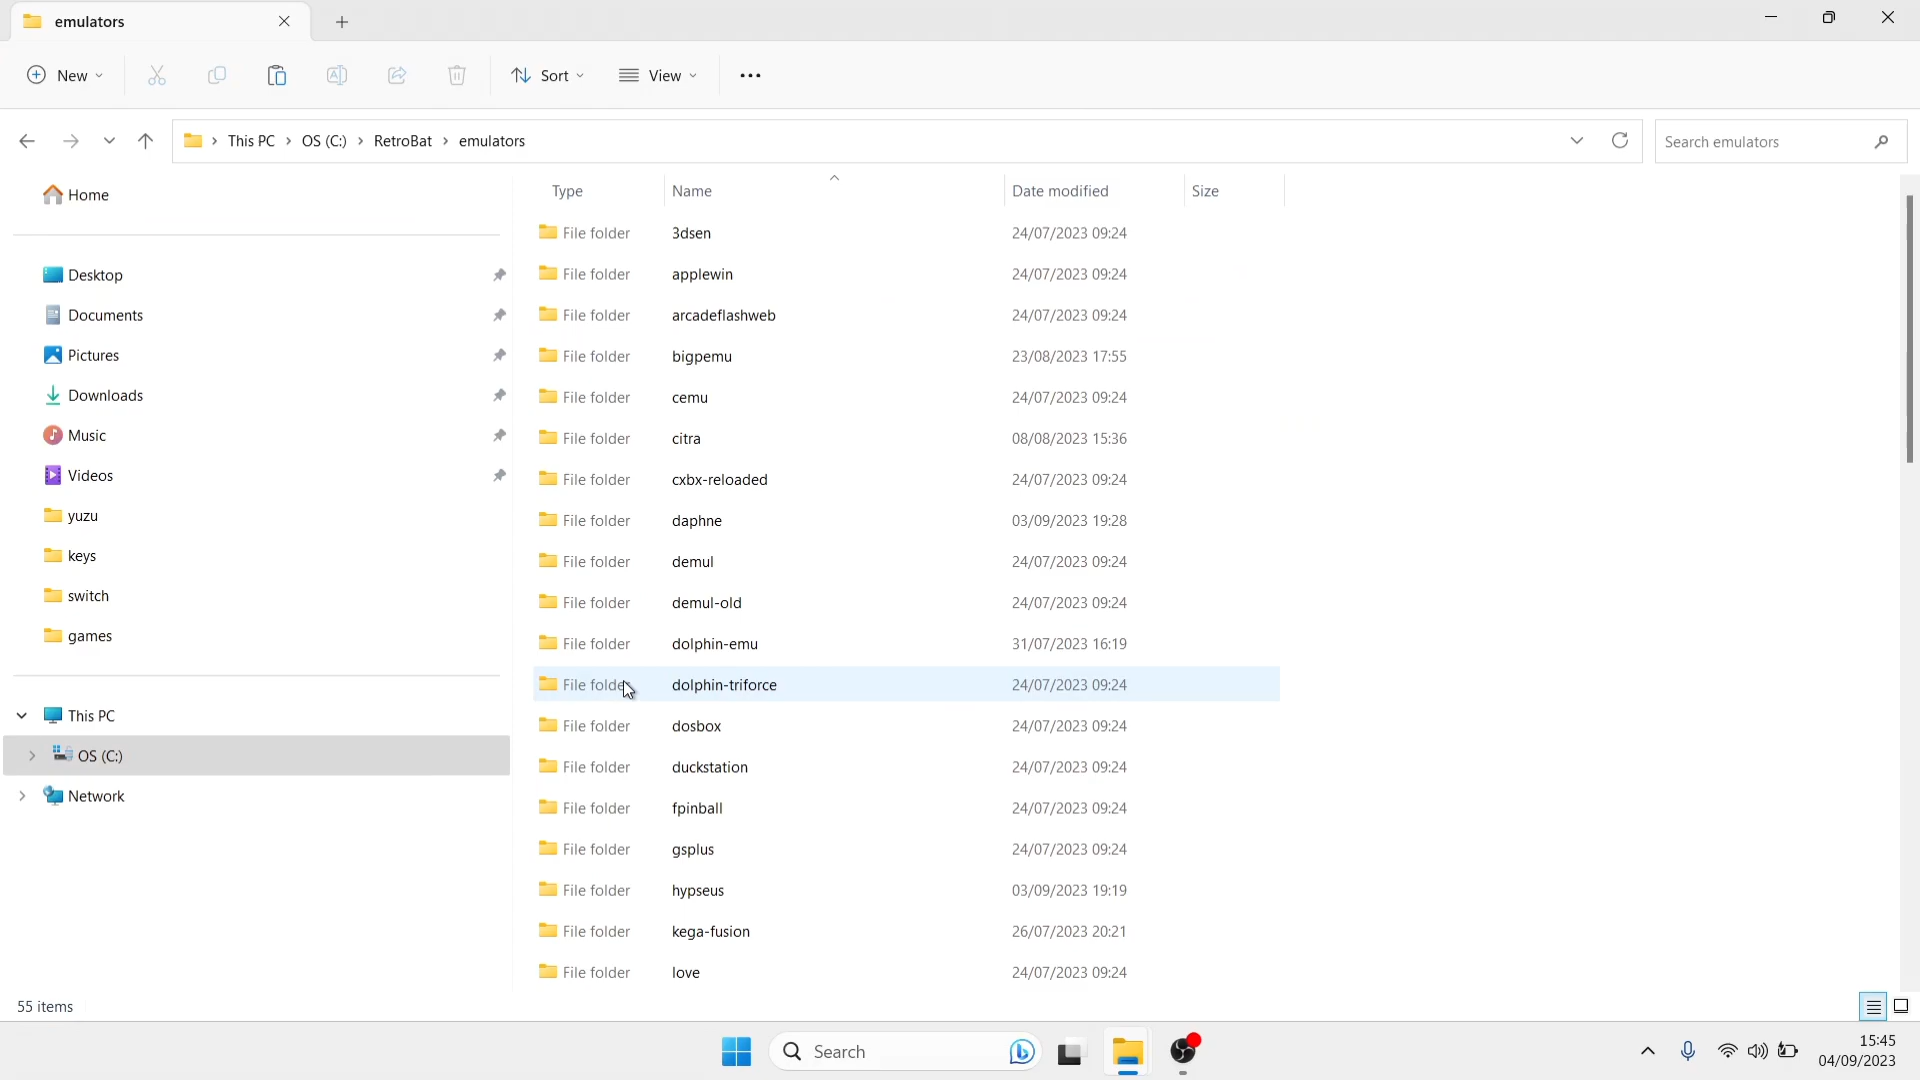 emulators
New Sort View
This PC OS (C:) RetroBat emulators Search emulators
Home
Desktop
Documents
Pictures
Downloads
Music
Videos
yuzu
keys
switch
games
This PC
OS (C:)
Network
Type Name Date modified Size
File folder 3dsen 24/07/2023 09:24
File folder applewin 24/07/2023 09:24
File folder arcadeflashweb 24/07/2023 09:24
File folder bigpemu 23/08/2023 17:55
File folder cemu 24/07/2023 09:24
File folder citra 08/08/2023 15:36
File folder cxbx-reloaded 24/07/2023 09:24
File folder daphne 03/09/2023 19:28
File folder demul 24/07/2023 09:24
File folder demul-old 24/07/2023 09:24
File folder dolphin-emu 31/07/2023 16:19
File folder dolphin-triforce 24/07/2023 09:24
File folder dosbox 24/07/2023 09:24
File folder duckstation 24/07/2023 09:24
File folder fpinball 24/07/2023 09:24
File folder gsplus 24/07/2023 09:24
File folder hypseus 03/09/2023 19:19
File folder kega-fusion 26/07/2023 20:21
File folder love 24/07/2023 09:24
55 items
Search
15:45
04/09/2023